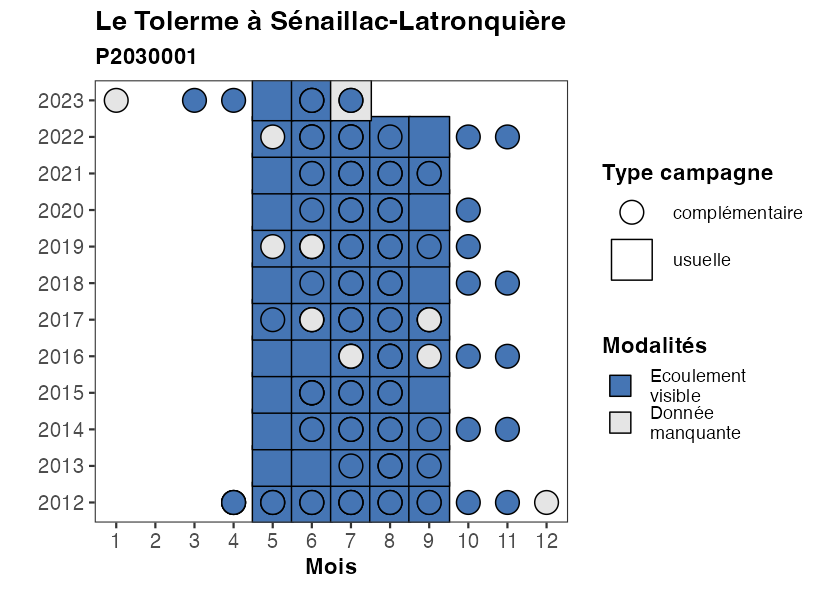 Le Tolerme à Sénaillac-Latronquière
P2030001
2023
2022
2021
2020
2019
2018
2017
2016
2015
2014
2013
2012
1 2 3 4 5 6 7 8 9 10 11 12
Mois
Type campagne
complémentaire
usuelle
Modalités
Ecoulement
visible
Donnée
manquante